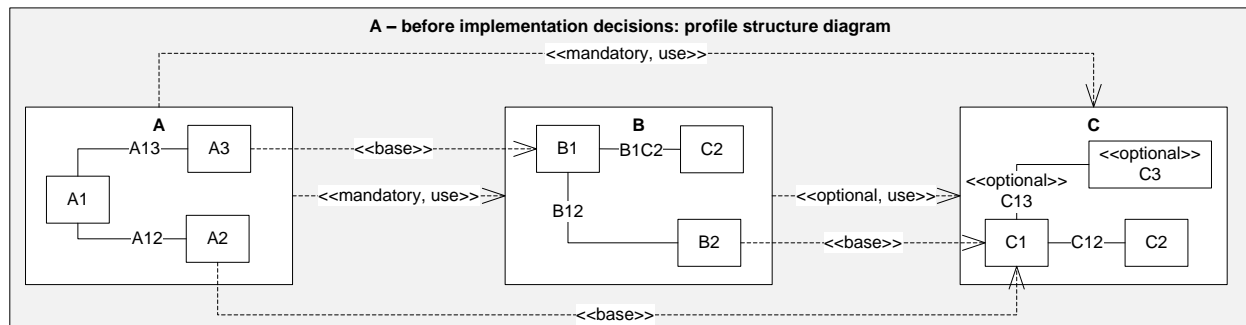 A – before implementation decisions: profile structure diagram
<<mandatory, use>>
A
B
C
A13
A3
<<base>>
B1
B1C2
C2
<<optional>>
C3
A1
<<mandatory, use>>
B12
<<optional, use>>
<<optional>>
C13
A12
A2
B2
<<base>>
C1
C12
C2
<<base>>